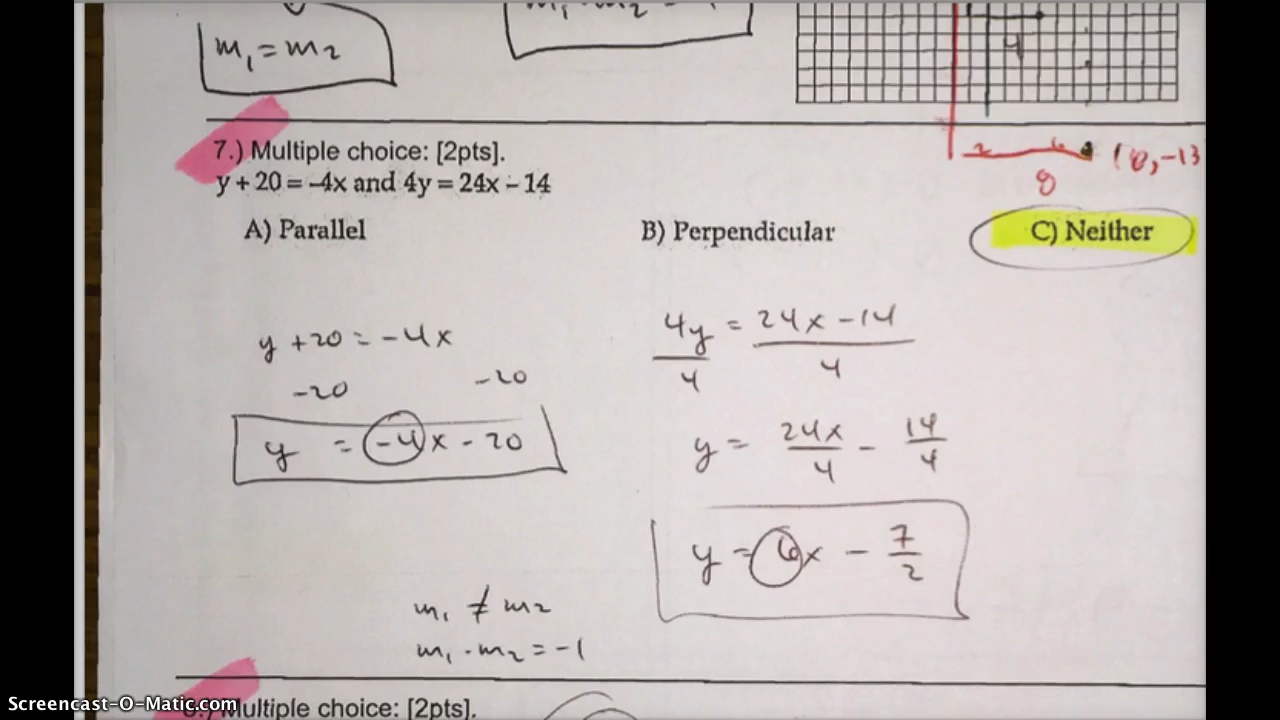 m₁ = m₂
4
7.) Multiple choice: [2pts].
y + 20 = -4x and 4y = 24x - 14
8
A) Parallel
B) Perpendicular
C) Neither
y + 20 = -4x
-20 -20
y = -4x - 20
4y = 24x - 14
4 4
y = 24x/4 - 14/4
y = 6x - 7/2
m₁ ≠ m₂
m₁ · m₂ = -1
Multiple choice: [2pts].
Screencast-O-Matic.com